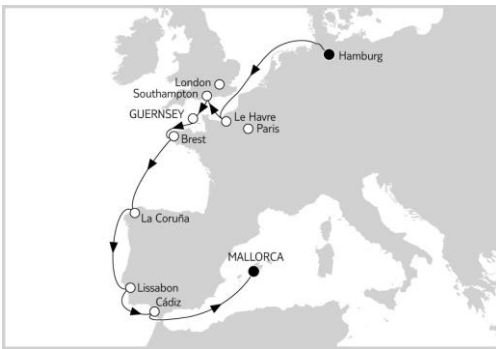 Hamburg
London
Southampton
GUERNSEY
Le Havre
Paris
Brest
La Coruña
MALLORCA
Lissabon
Cádiz